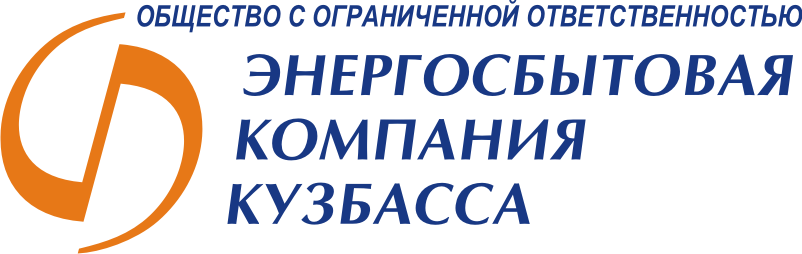 ОБЩЕСТВО С ОГРАНИЧЕННОЙ ОТВЕТСТВЕННОСТЬЮ
ЭНЕРГОСБЫТОВАЯ
КОМПАНИЯ
КУЗБАССА